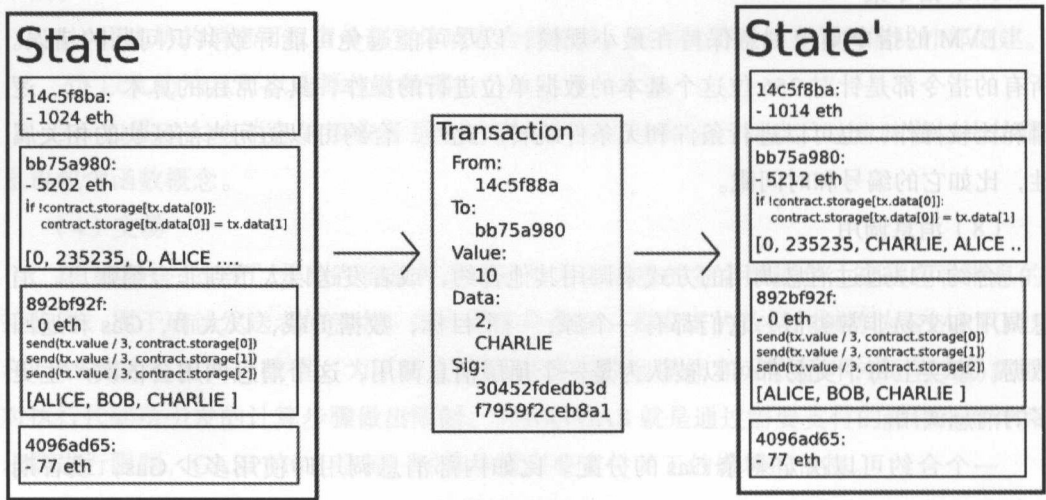 State
14c5f8ba:
- 1024 eth
bb75a980:
- 5202 eth
if !contract.storage[tx.data[0]]:
contract.storage[tx.data[0]] = tx.data[1]
[0, 235235, 0, ALICE ....
892bf92f:
- 0 eth
send(tx.value / 3, contract.storage[0])
send(tx.value / 3, contract.storage[1])
send(tx.value / 3, contract.storage[2])
[ALICE, BOB, CHARLIE ]
4096ad65:
- 77 eth
Transaction
From:
14c5f88a
To:
bb75a980
Value:
10
Data:
2,
CHARLIE
Sig:
30452fdedb3d
f7959f2ceb8a1
State'
14c5f8ba:
- 1014 eth
bb75a980:
- 5212 eth
if !contract.storage[tx.data[0]]:
contract.storage[tx.data[0]] = tx.data[1]
[0, 235235, CHARLIE, ALICE ..
892bf92f:
- 0 eth
send(tx.value / 3, contract.storage[0])
send(tx.value / 3, contract.storage[1])
send(tx.value / 3, contract.storage[2])
[ALICE, BOB, CHARLIE ]
4096ad65:
- 77 eth